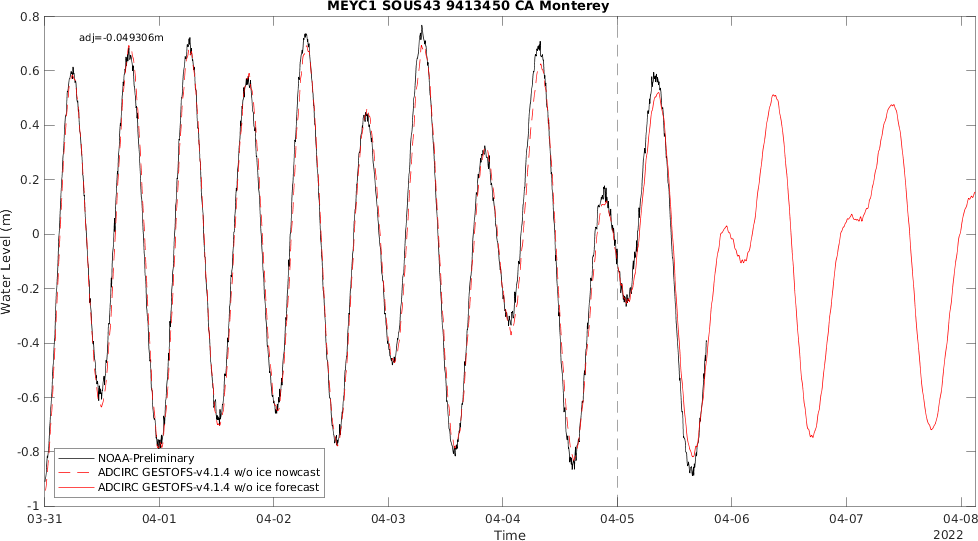 MEYC1 SOUS43 9413450 CA Monterey
adj=-0.049306m
0.8
0.6
0.4
0.2
0
-0.2
-0.4
-0.6
-0.8
-1
Water Level (m)
NOAA-Preliminary
ADCIRC GESTOFS-v4.1.4 w/o ice nowcast
ADCIRC GESTOFS-v4.1.4 w/o ice forecast
03-31 04-01 04-02 04-03 04-04 04-05 04-06 04-07 04-08
Time
2022